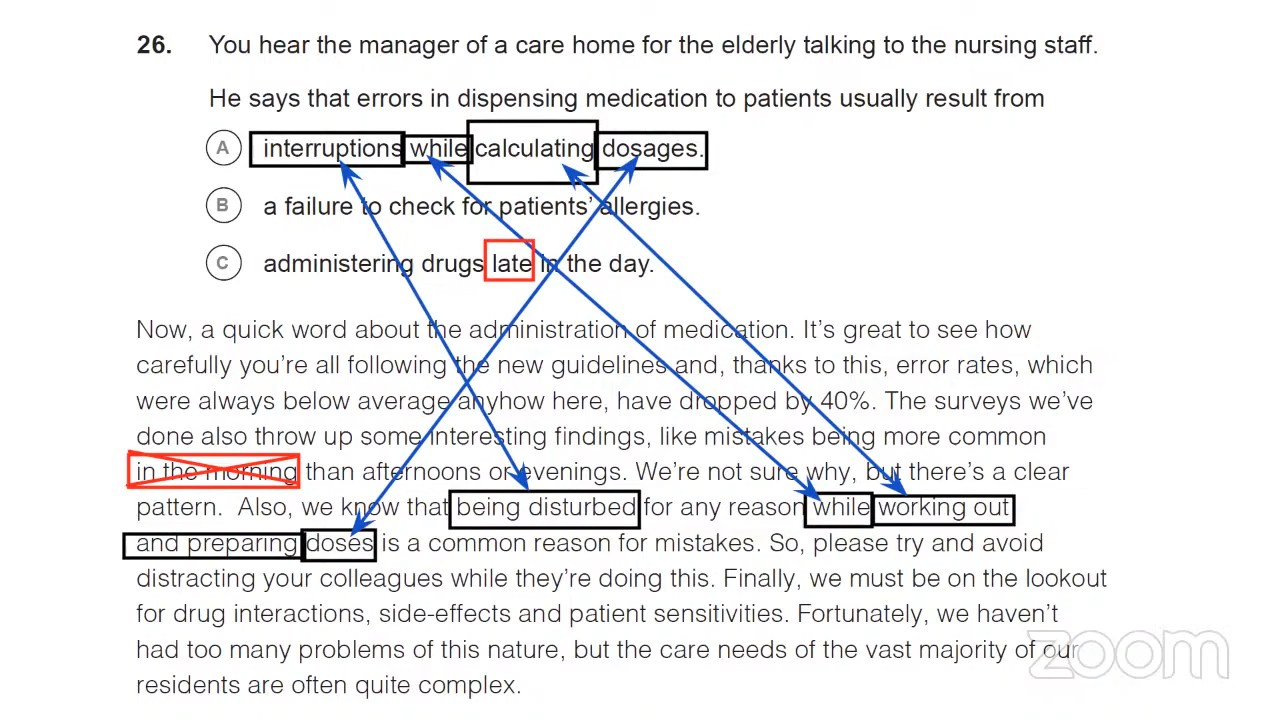 26. You hear the manager of a care home for the elderly talking to the nursing staff.
He says that errors in dispensing medication to patients usually result from
A interruptions while calculating dosages.
B a failure to check for patients’ allergies.
C administering drugs late in the day.
Now, a quick word about the administration of medication. It’s great to see how
carefully you’re all following the new guidelines and, thanks to this, error rates, which
were always below average anyhow here, have dropped by 40%. The surveys we’ve
done also throw up some interesting findings, like mistakes being more common
in the morning than afternoons or evenings. We’re not sure why, but there’s a clear
pattern. Also, we know that being disturbed for any reason while working out
and preparing doses is a common reason for mistakes. So, please try and avoid
distracting your colleagues while they’re doing this. Finally, we must be on the lookout
for drug interactions, side-effects and patient sensitivities. Fortunately, we haven’t
had too many problems of this nature, but the care needs of the vast majority of our
residents are often quite complex.
zoom